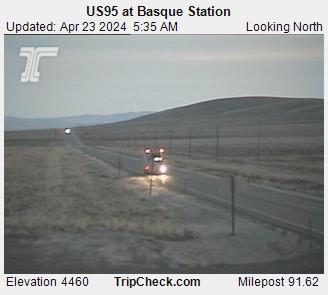 US95 at Basque Station
Updated: Apr 23 2024 5:35 AM Looking North
Elevation 4460 TripCheck.com Milepost 91.62